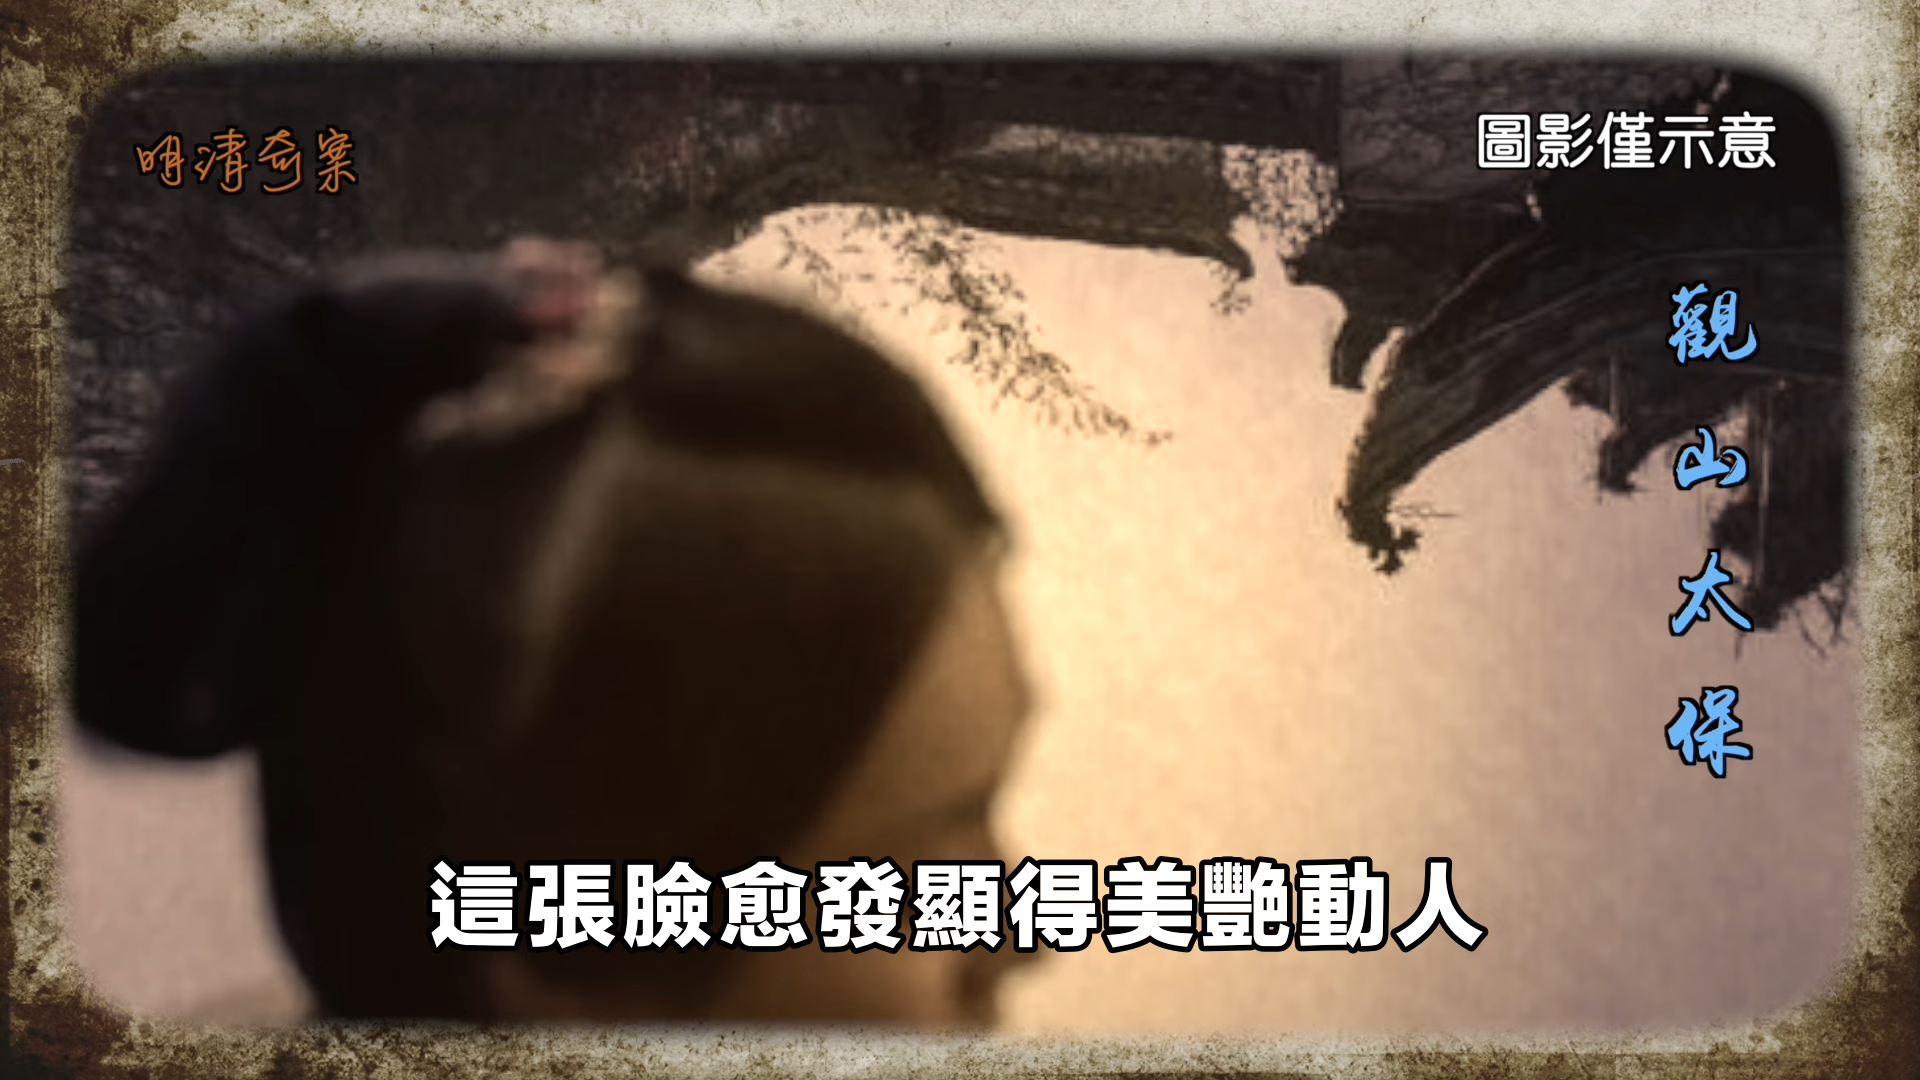 明清奇案
圖影僅示意
觀山太保
這張臉愈發顯得美艷動人